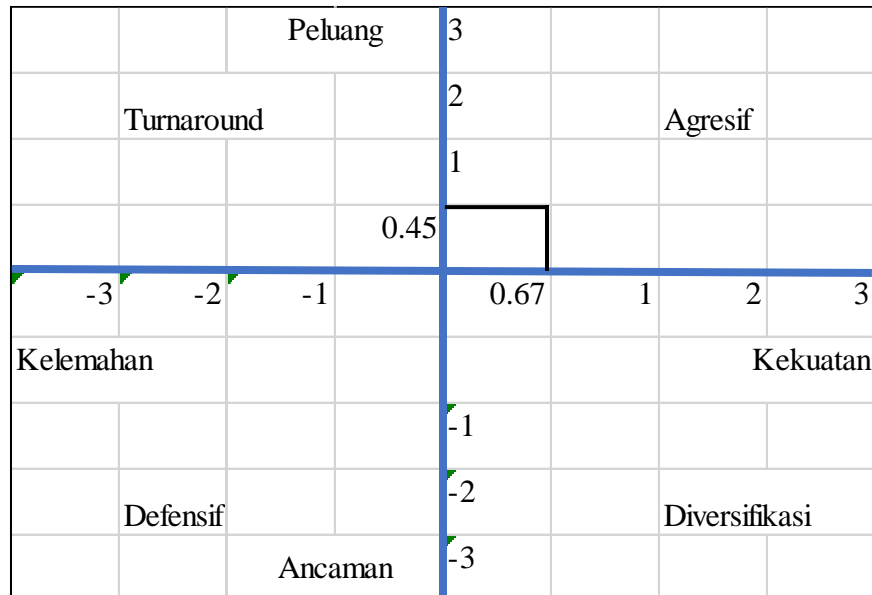 Peluang 3
2
Turnaround Agresif
1
0.45
-3 -2 -1 0.67 1 2 3
Kelemahan Kekuatan
-1
-2
Defensif Diversifikasi
-3
Ancaman